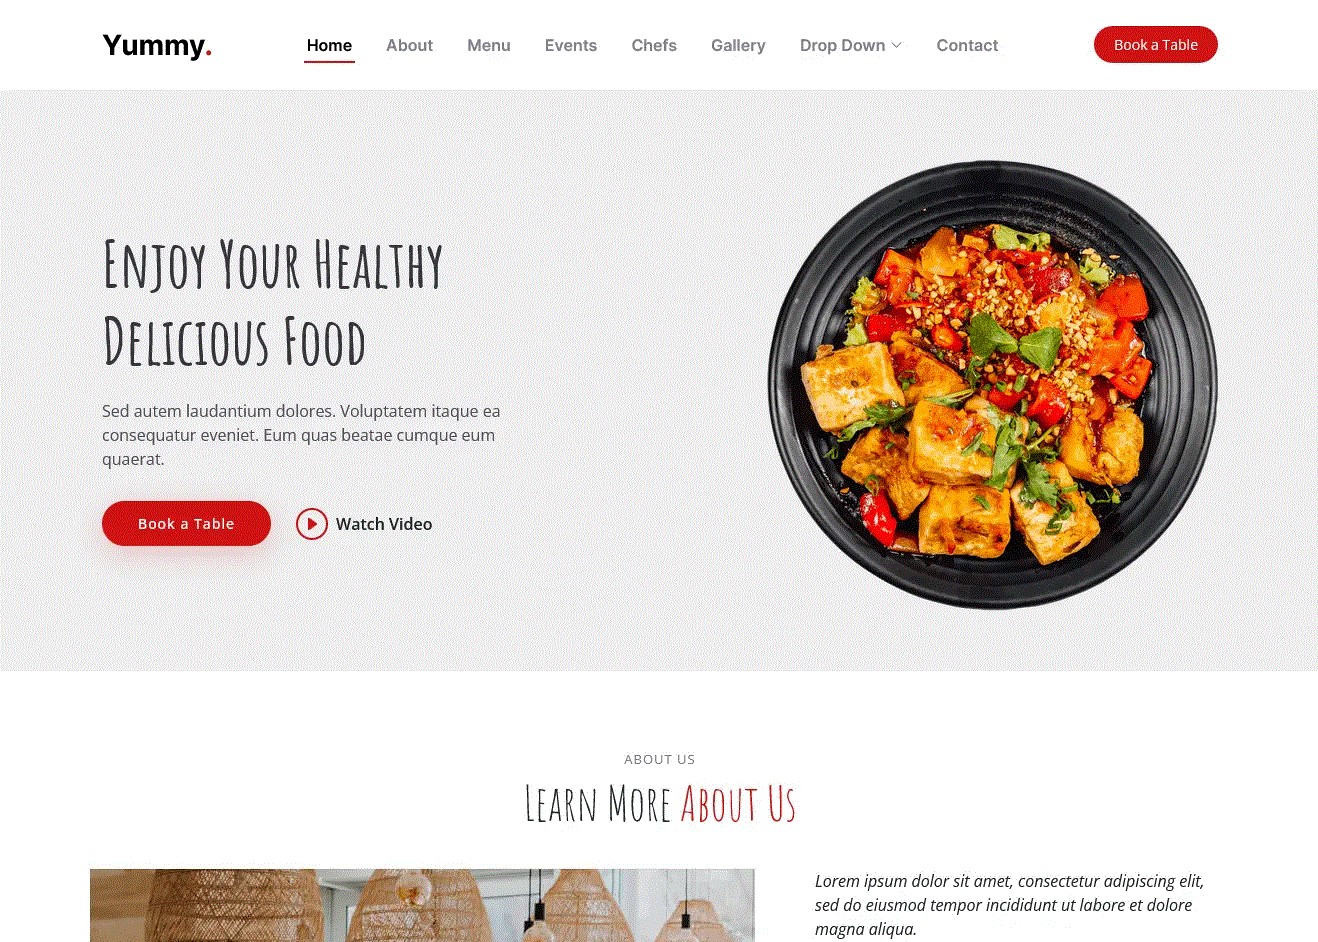 Yummy.
Home About Menu Events Chefs Gallery Drop Down Contact
Book a Table
Enjoy Your Healthy
Delicious Food
Sed autem laudantium dolores. Voluptatem itaque ea
consequatur eveniet. Eum quas beatae cumque eum
quaerat.
Book a Table
Watch Video
ABOUT US
Learn More About Us
Lorem ipsum dolor sit amet, consectetur adipiscing elit,
sed do eiusmod tempor incididunt ut labore et dolore
magna aliqua.